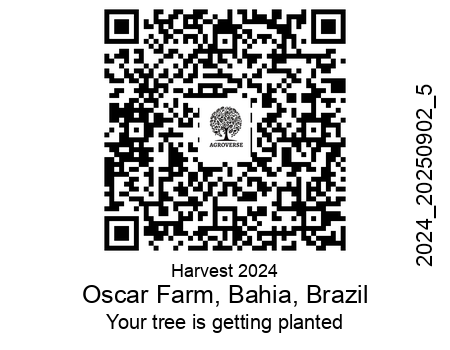 AGROVERSE
2024_20250902_5
Harvest 2024
Oscar Farm, Bahia, Brazil
Your tree is getting planted